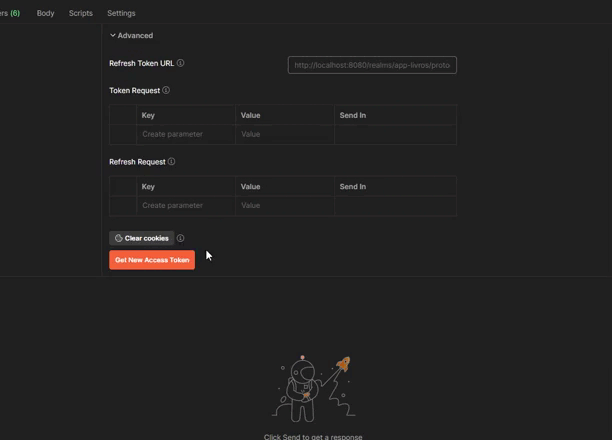 (6) Body Scripts Settings
Advanced
Refresh Token URL
http://localhost:8080/realms/app-livros/proto
Token Request
Key Value Send In
Create parameter Value
Refresh Request
Key Value Send In
Create parameter Value
Clear cookies
Get New Access Token
Click Send to get a response